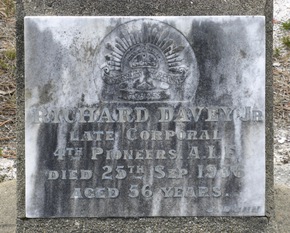 RICHARD DAVEY Jr
LATE CORPORAL
4TH PIONEERS, A.I.F.
DIED 25TH SEP.
AGED 56 YEARS.